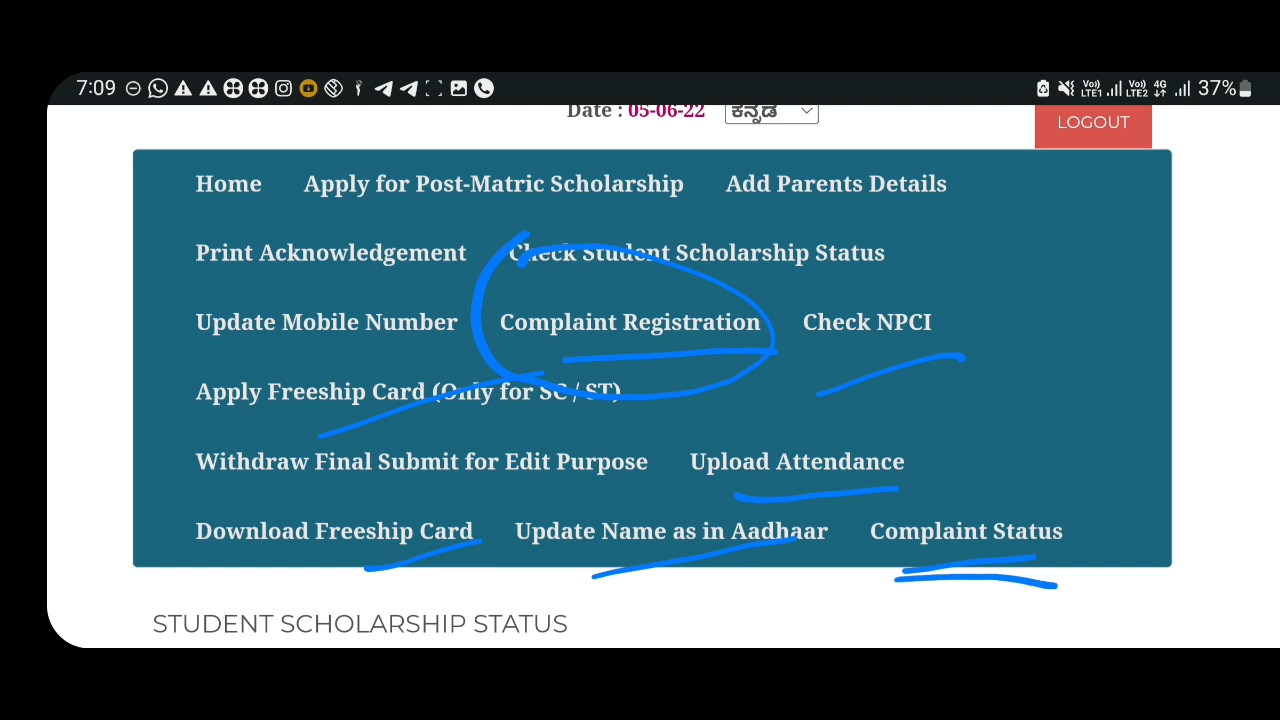 7:09 LTE1 LTE2 4G 37%
Date : 05-06-22 ಕನ್ನಡ
LOGOUT
Home Apply for Post-Matric Scholarship Add Parents Details
Print Acknowledgement Check Student Scholarship Status
Update Mobile Number Complaint Registration Check NPCI
Apply Freeship Card (Only for SC / ST)
Withdraw Final Submit for Edit Purpose Upload Attendance
Download Freeship Card Update Name as in Aadhaar Complaint Status
STUDENT SCHOLARSHIP STATUS